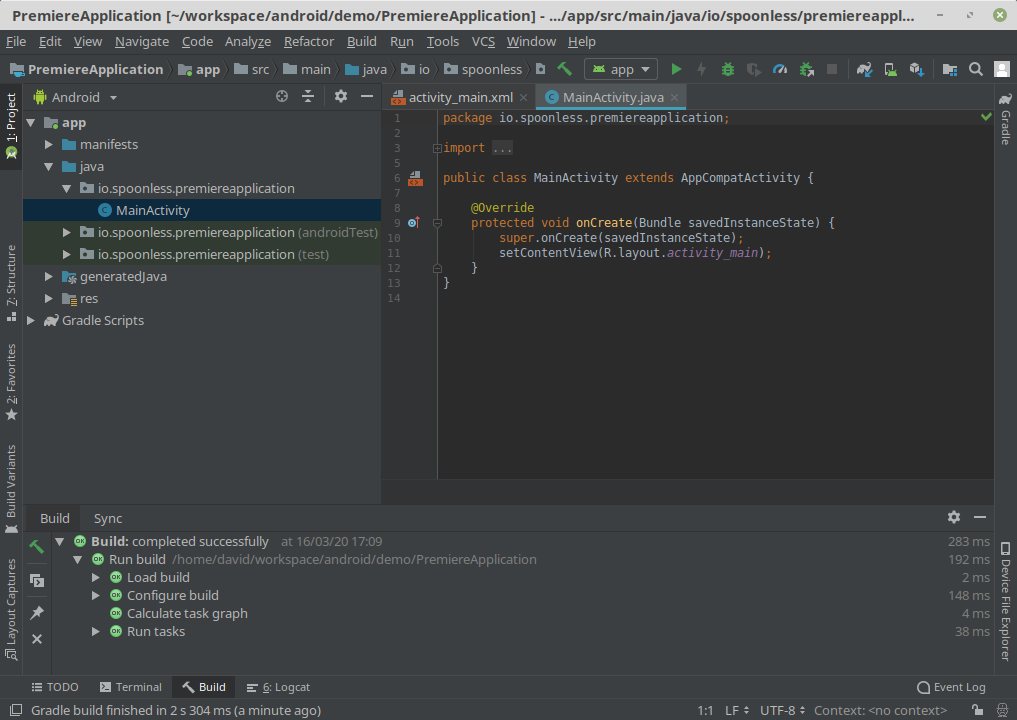 PremiereApplication [~/workspace/android/demo/PremiereApplication] - .../app/src/main/java/io/spoonless/premiereappl...
File Edit View Navigate Code Analyze Refactor Build Run Tools VCS Window Help
PremiereApplication app src main java io spoonless app
1: Project
7: Structure
2: Favorites
Build Variants
Layout Captures
Android
app
manifests
java
io.spoonless.premiereapplication
MainActivity
io.spoonless.premiereapplication (androidTest)
io.spoonless.premiereapplication (test)
generatedJava
res
Gradle Scripts
activity_main.xml MainActivity.java
1 package io.spoonless.premiereapplication;
2
3 import ...
5
6 public class MainActivity extends AppCompatActivity {
7
8 @Override
9 protected void onCreate(Bundle savedInstanceState) {
10 super.onCreate(savedInstanceState);
11 setContentView(R.layout.activity_main);
12 }
13 }
14
Gradle
Device File Explorer
Build Sync
Build: completed successfully at 16/03/20 17:09 283 ms
Run build /home/david/workspace/android/demo/PremiereApplication 192 ms
Load build 2 ms
Configure build 148 ms
Calculate task graph 4 ms
Run tasks 38 ms
TODO Terminal Build 6: Logcat Event Log
Gradle build finished in 2 s 304 ms (a minute ago) 1:1 LF UTF-8 Context: <no context>